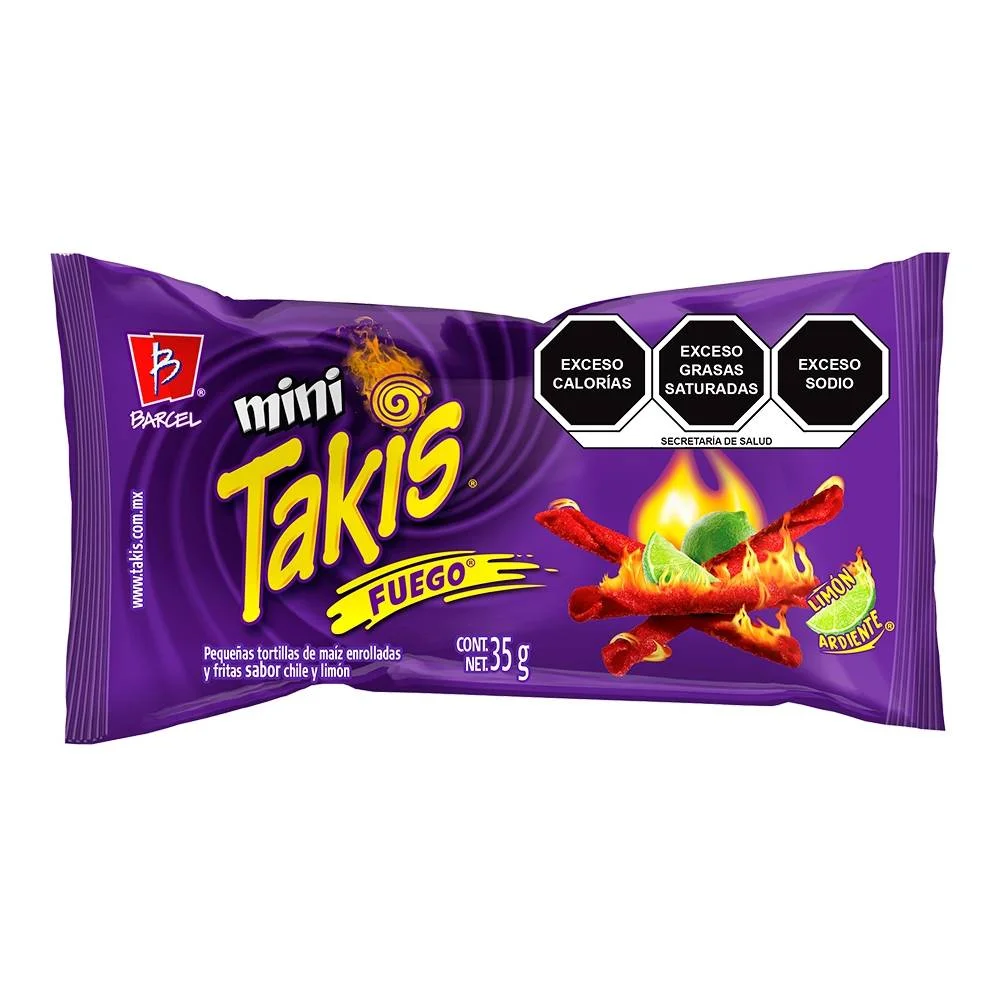 B
BARCEL®
www.takis.com.mx
mini
Takis®
FUEGO®
Pequeñas tortillas de maíz enrolladas
y fritas sabor chile y limón
CONT.
NET. 35 g
EXCESO
CALORÍAS
EXCESO
GRASAS
SATURADAS
EXCESO
SODIO
SECRETARÍA DE SALUD
LIMÓN
ARDIENTE®